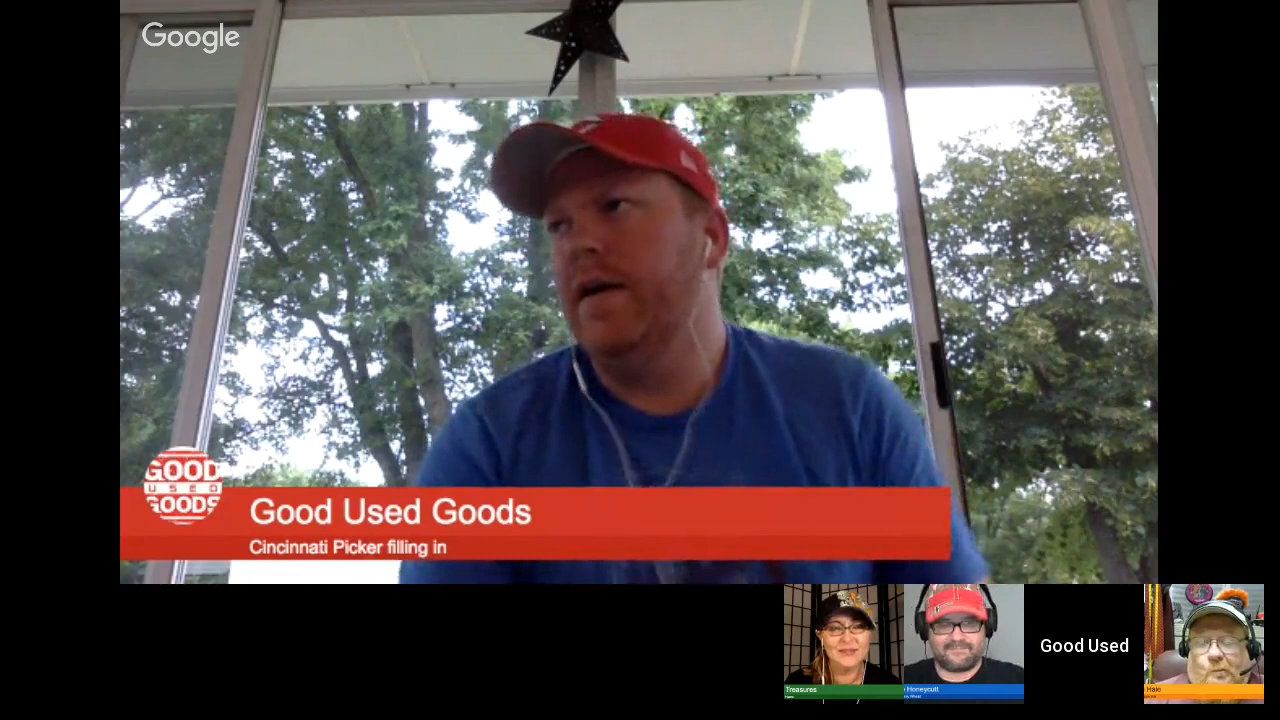 Google
GOOD
USED
GOODS
Good Used Goods
Cincinnati Picker filling in
Good Used
Treasures
Honeycutt
Hale